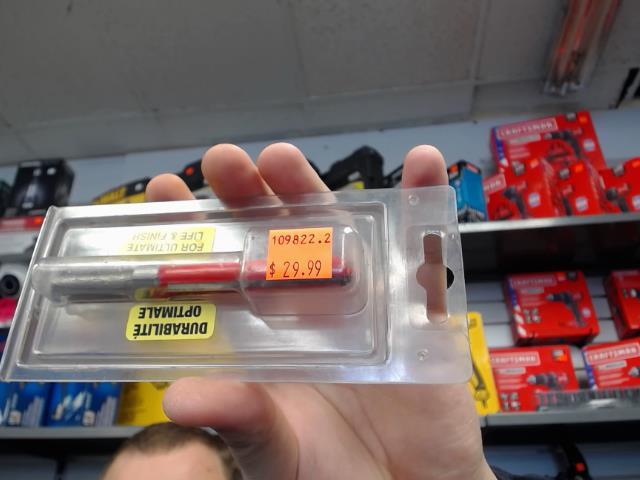 109822.2
$ 29.99
FOR ULTIMATE
LIFE & FINISH
DURABILITÉ
OPTIMALE
CRAFTSMAN
CRAFTSMAN
CRAFTSMAN